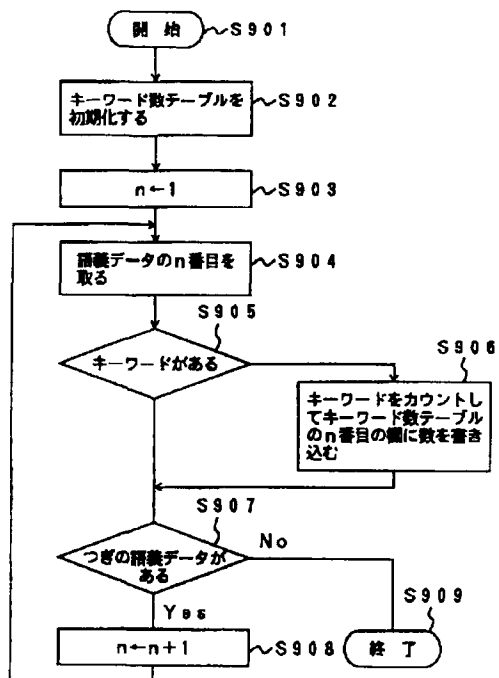 開 始
S901
キーワード数テーブルを
初期化する
S902
n←1
S903
語義データのn番目を
取る
S904
S905
キーワードがある
S906
キーワードをカウントし
てキーワード数テーブル
のn番目の欄に数を書き
込む
S907
つぎの語義データが
ある
No
Yes
S909
n←n+1
S908
終 了